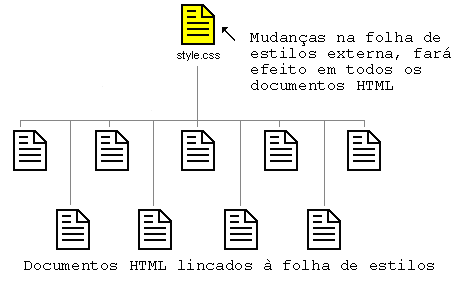 style.css
Mudanças na folha de
estilos externa, fará
efeito em todos os
documentos HTML
Documentos HTML lincados à folha de estilos